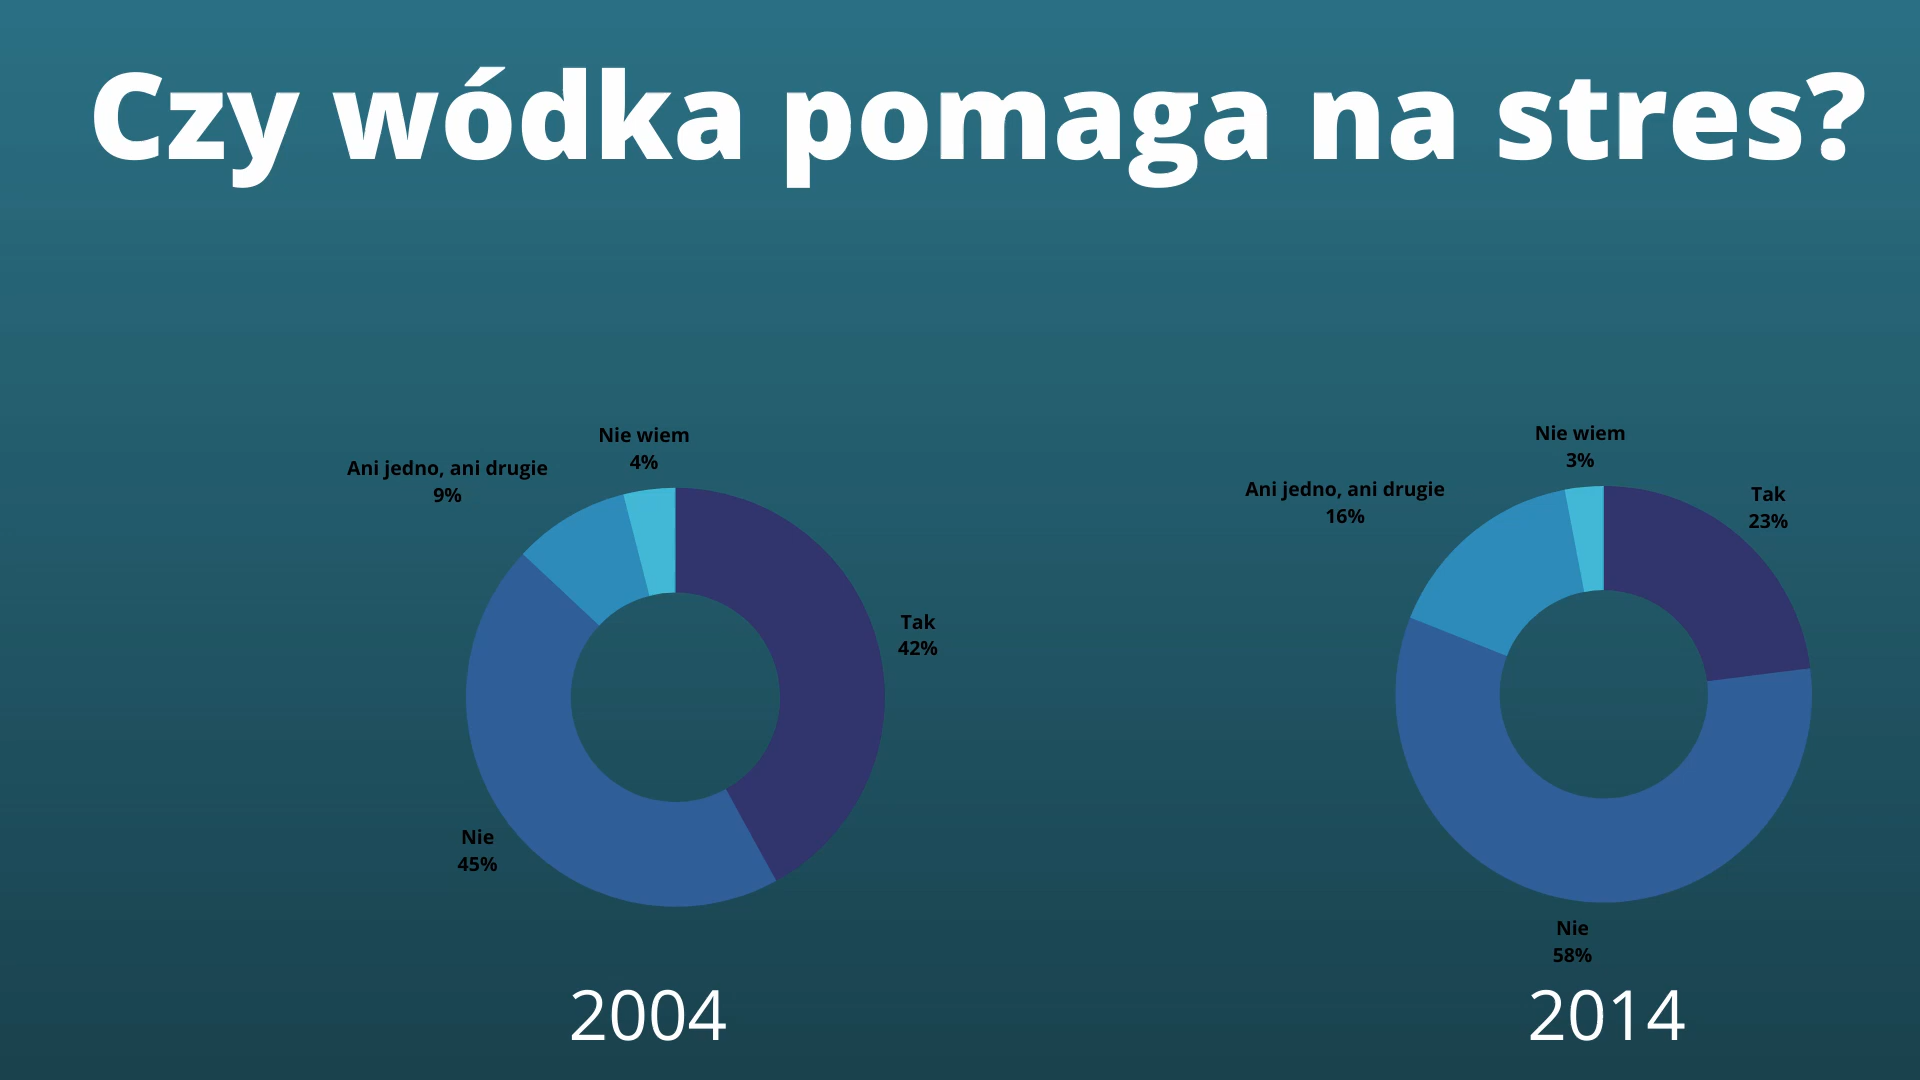 Czy wódka pomaga na stres?
Nie wiem
4%
Ani jedno, ani drugie
9%
Tak
42%
Nie
45%
2004
Nie wiem
3%
Ani jedno, ani drugie
16%
Tak
23%
Nie
58%
2014